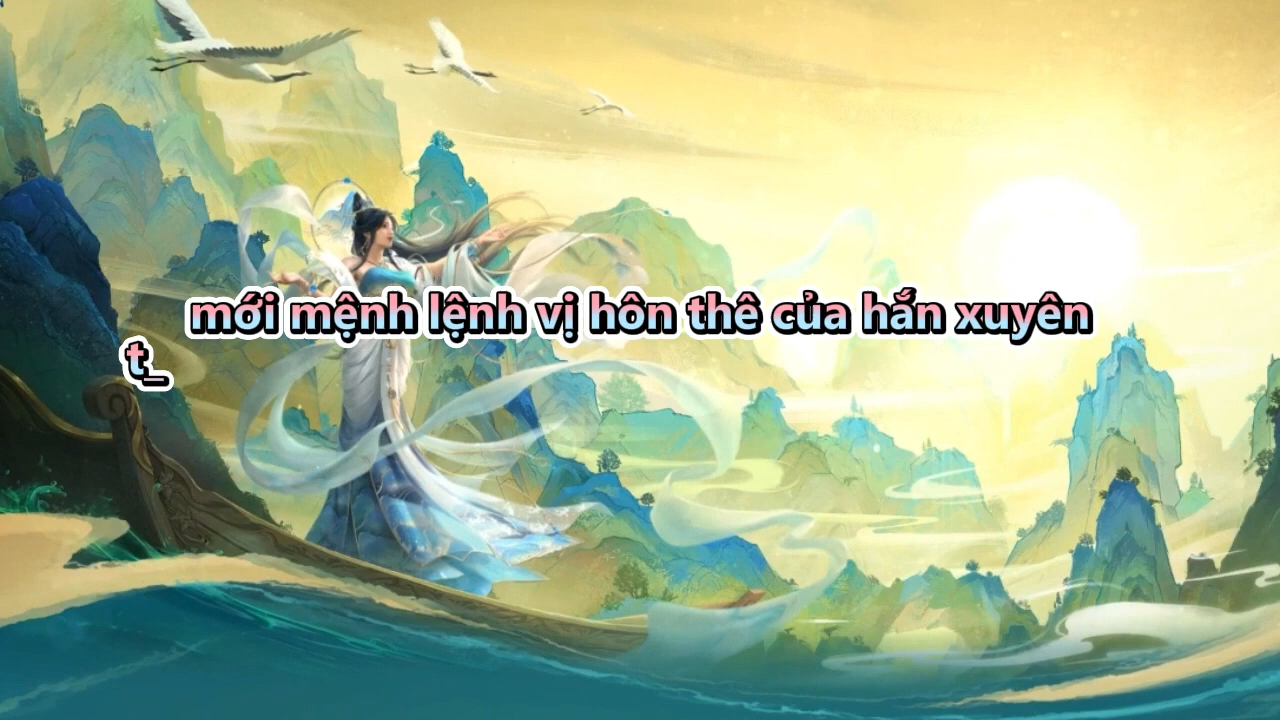 mới mệnh lệnh vị hôn thê của hắn xuyên
t_